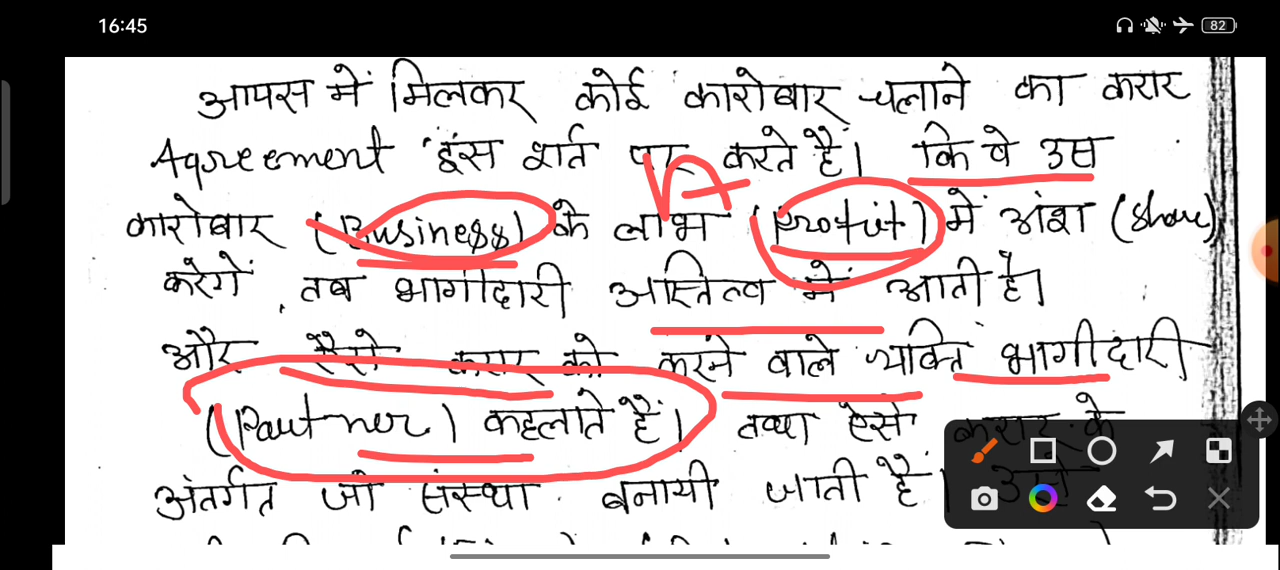 16:45
82
आपस में मिलकर कोई कारोबार चलाने का करार
Agreement इस शर्त पर करते है। कि वे उस
कारोबार (Business) के लाभ (Profit) में अंश (share)
करेगें, तब भागीदारी अस्तित्व में आती है।
और ऐसे करार को करने वाले व्यक्ति भागीदारी
(Partner) कहलाते हैं। तथा ऐसे करार के
अंतर्गत जो संस्था बनायी जाती है। उसे